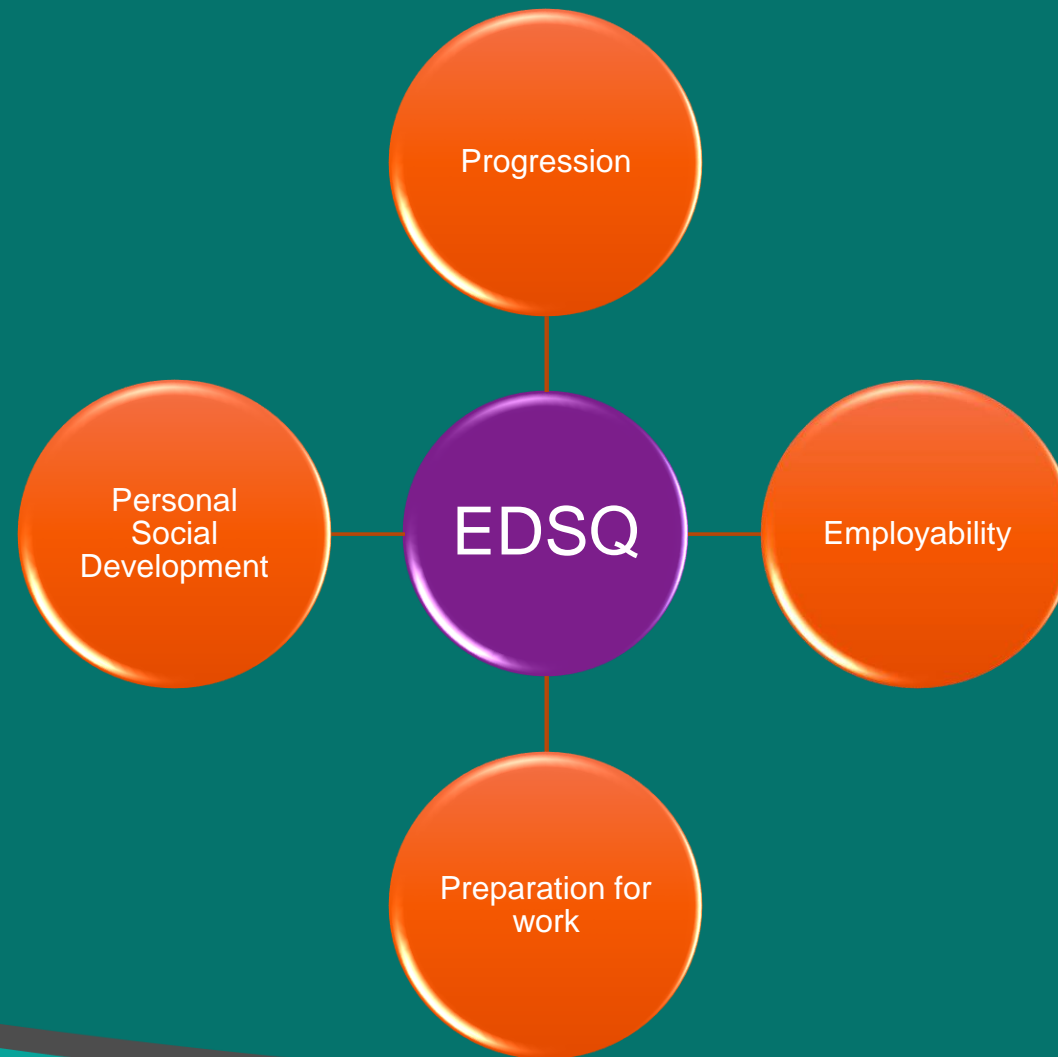 Progression
Personal
Social
Development
EDSQ
Employability
Preparation for
work